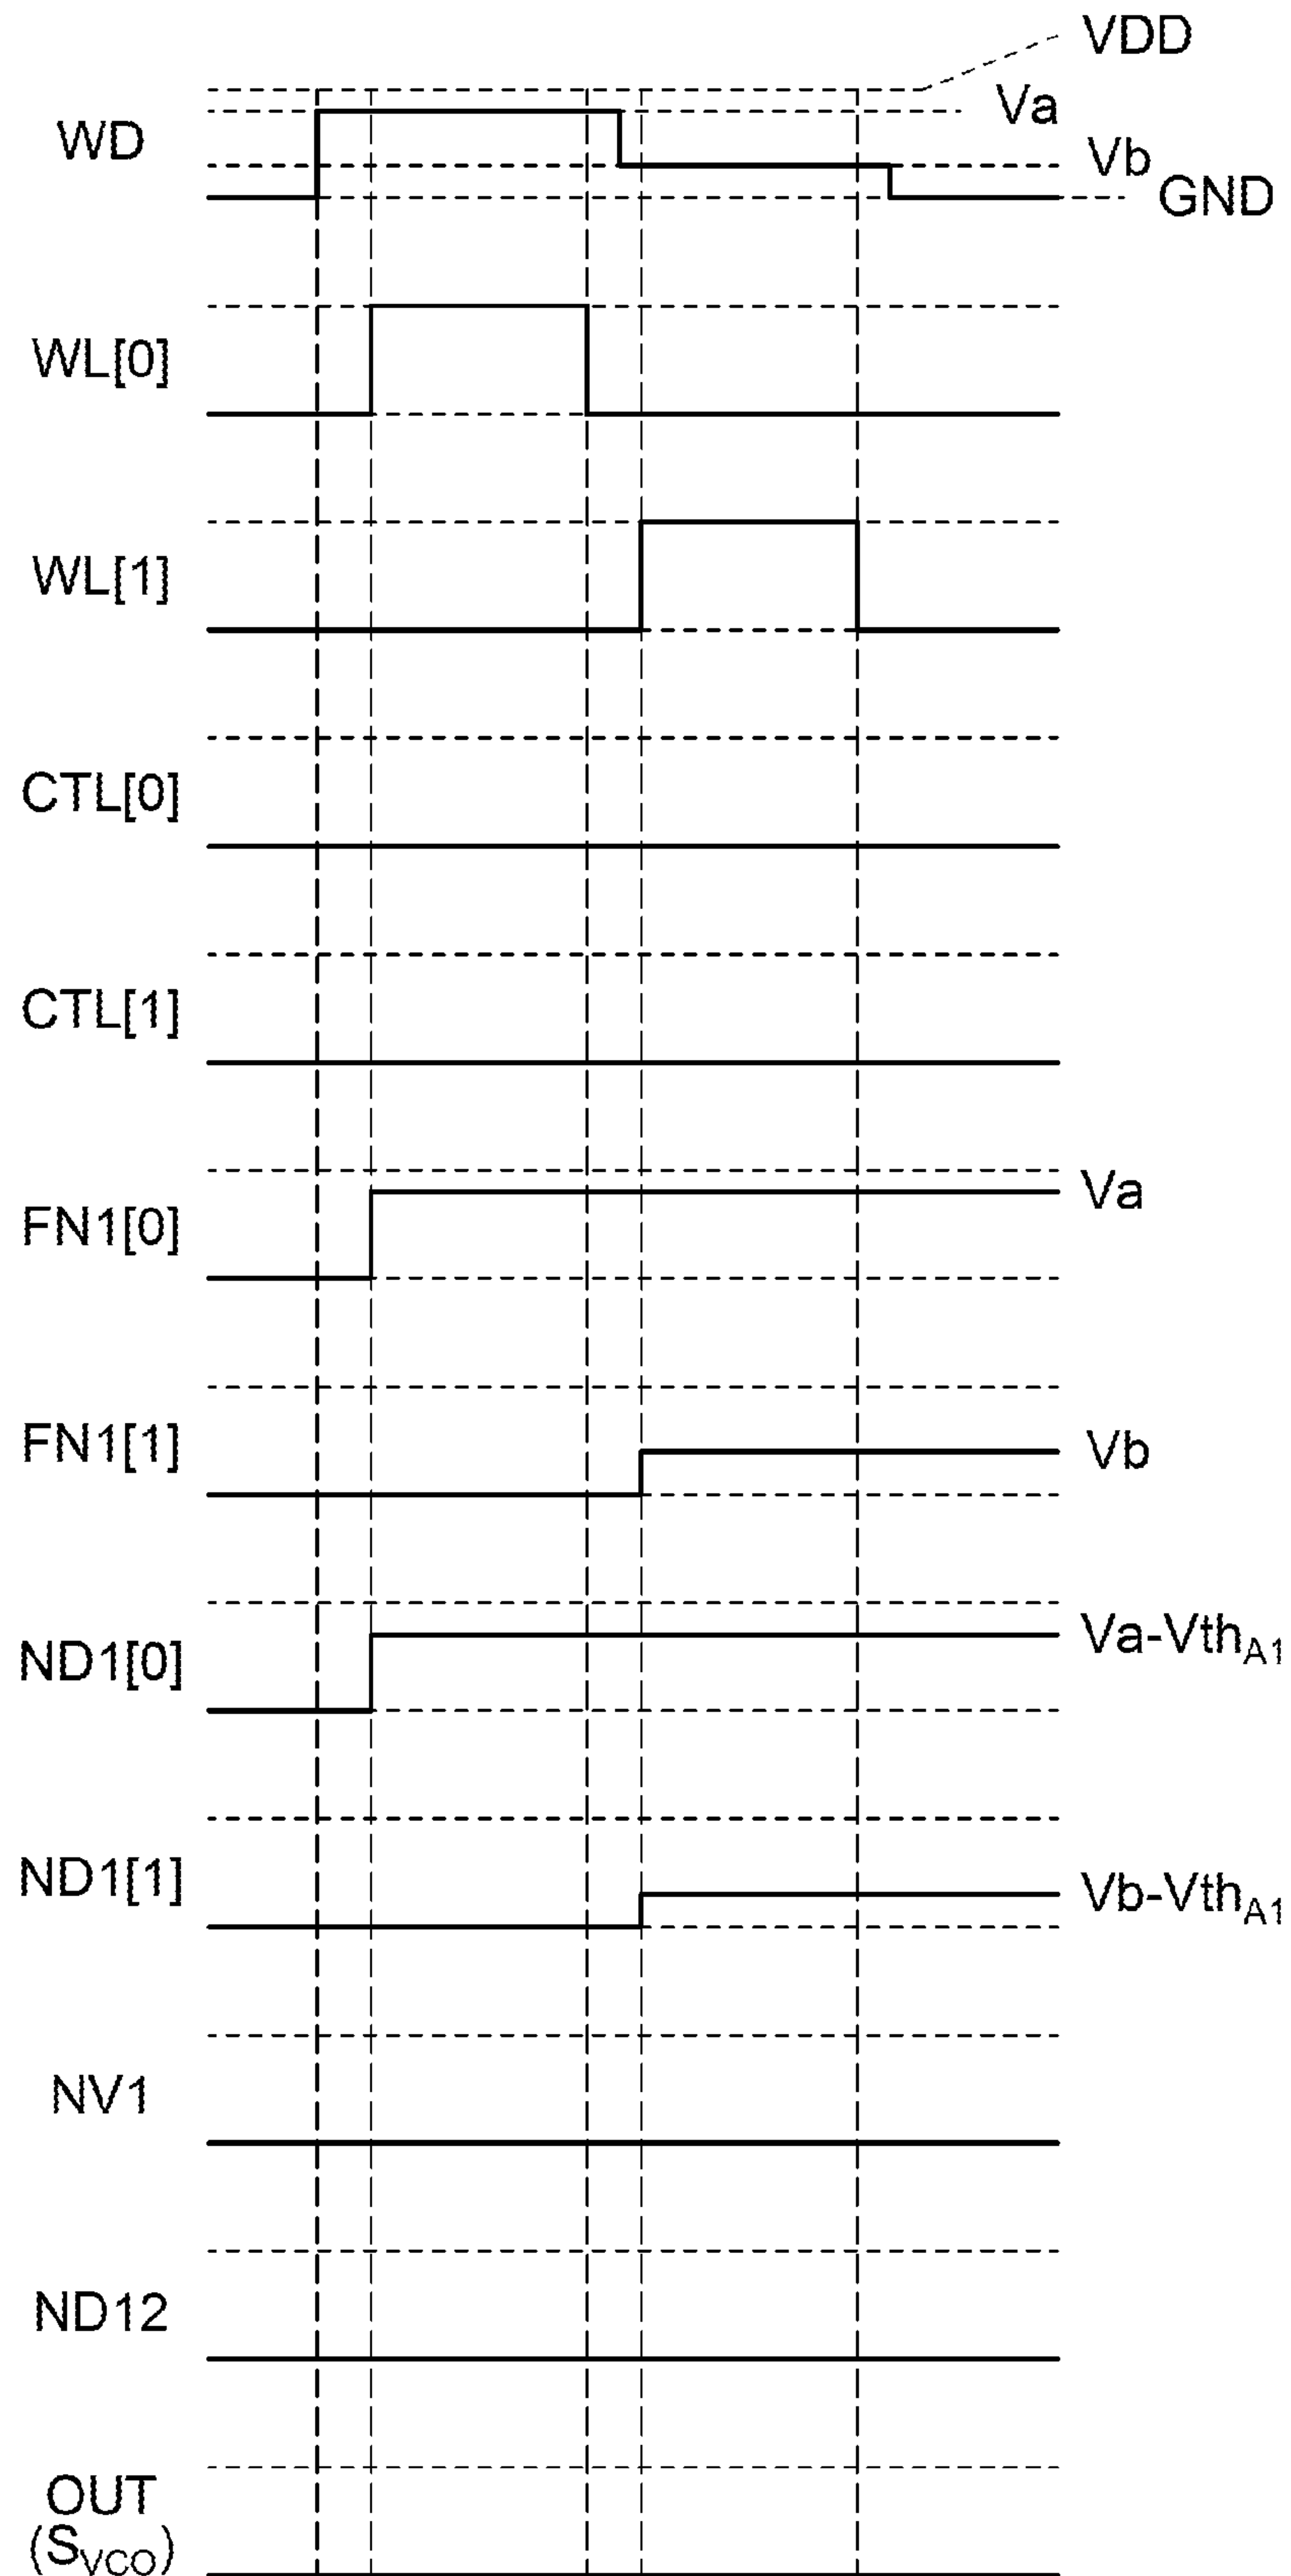 VDD
WD
Va
Vb
GND
WL[0]
WL[1]
CTL[0]
CTL[1]
FN1[0]
Va
FN1[1]
Vb
ND1[0]
Va-VthA1
ND1[1]
Vb-VthA1
NV1
ND12
OUT
(SVCO)